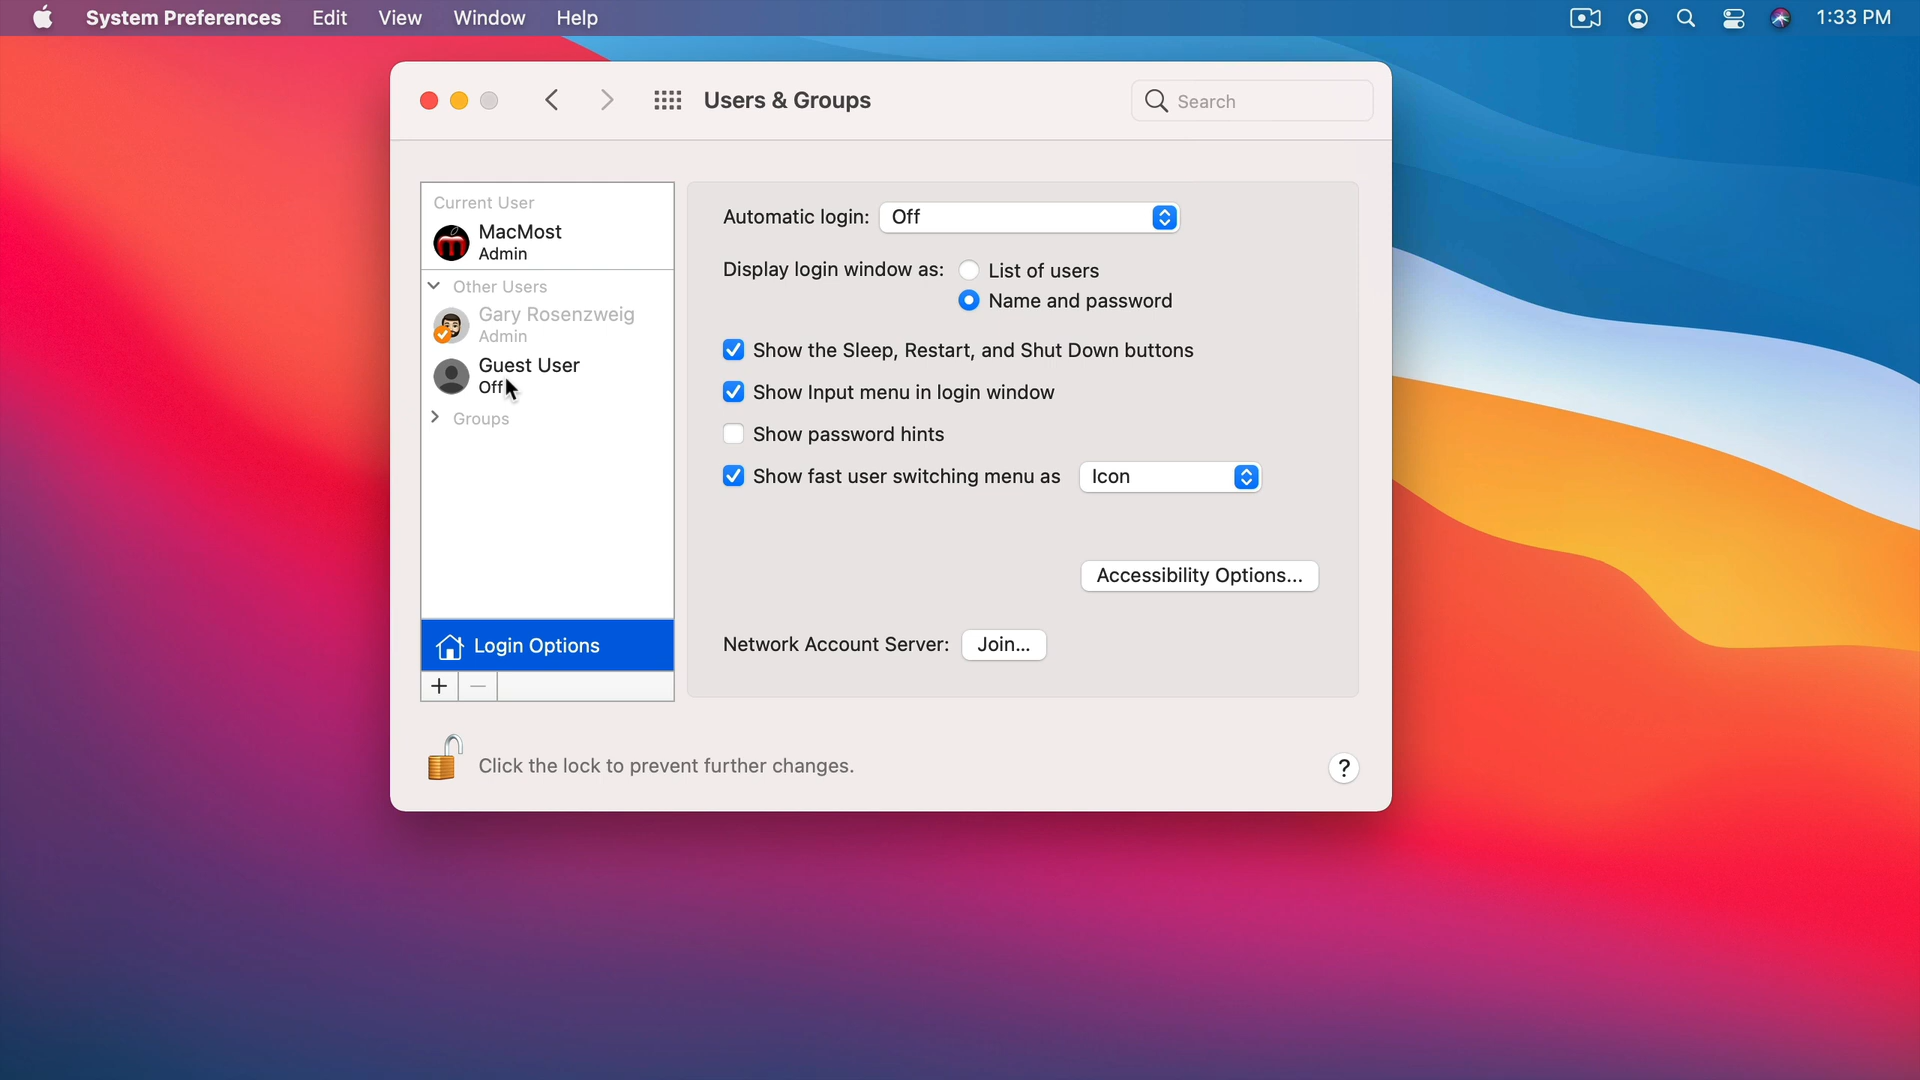 System Preferences Edit View Window Help 1:33 PM
Users & Groups
Search
Current User
MacMost
Admin
Other Users
Gary Rosenzweig
Admin
Guest User
Off
Groups
Login Options
+ −
Automatic login: Off
Display login window as: List of users
Name and password
Show the Sleep, Restart, and Shut Down buttons
Show Input menu in login window
Show password hints
Show fast user switching menu as Icon
Accessibility Options...
Network Account Server: Join...
Click the lock to prevent further changes.
?